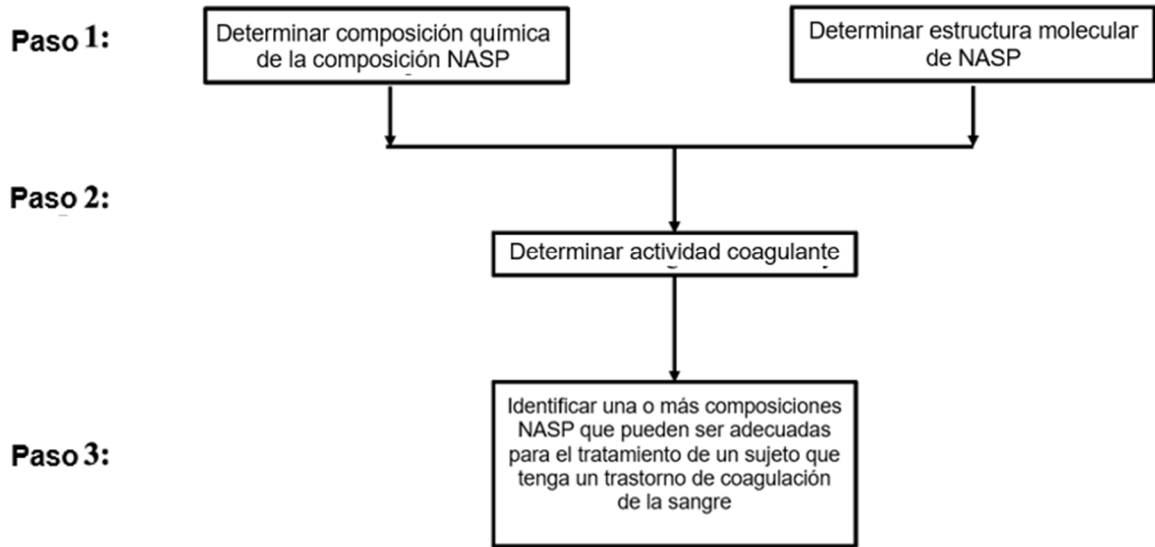 Paso 1:
Determinar composición química
de la composición NASP
Determinar estructura molecular
de NASP
Paso 2:
Determinar actividad coagulante
Paso 3:
Identificar una o más composiciones
NASP que pueden ser adecuadas
para el tratamiento de un sujeto que
tenga un trastorno de coagulación
de la sangre